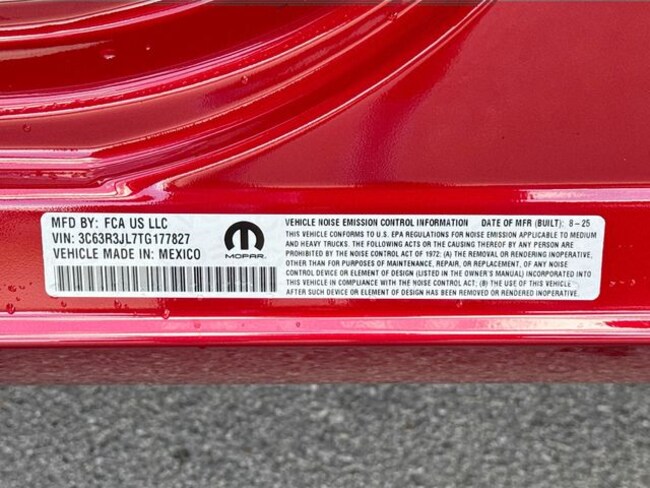 MFD BY: FCA US LLC
VIN: 3C63R3JL7TG177827
VEHICLE MADE IN: MEXICO
MOPAR.
VEHICLE NOISE EMISSION CONTROL INFORMATION DATE OF MFR (BUILT): 8-25
THIS VEHICLE CONFORMS TO U.S. EPA REGULATIONS FOR NOISE EMISSION APPLICABLE TO MEDIUM
AND HEAVY TRUCKS. THE FOLLOWING ACTS OR THE CAUSING THEREOF BY ANY PERSON ARE
PROHIBITED BY THE NOISE CONTROL ACT OF 1972: (A) THE REMOVAL OR RENDERING INOPERATIVE,
OTHER THAN FOR PURPOSES OF MAINTENANCE, REPAIR, OR REPLACEMENT, OF ANY NOISE
CONTROL DEVICE OR ELEMENT OF DESIGN (LISTED IN THE OWNER'S MANUAL) INCORPORATED INTO
THIS VEHICLE IN COMPLIANCE WITH THE NOISE CONTROL ACT; (B) THE USE OF THIS VEHICLE
AFTER SUCH DEVICE OR ELEMENT OF DESIGN HAS BEEN REMOVED OR RENDERED INOPERATIVE.